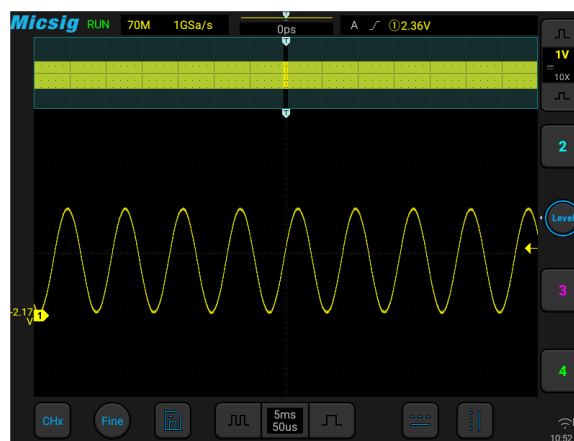 Micsig RUN 70M 1GSa/s 0ps A ①2.36V
T
1V
10X
T
2
Level
-2.17
V
1
3
4
CHx Fine 5ms
50us
10:52